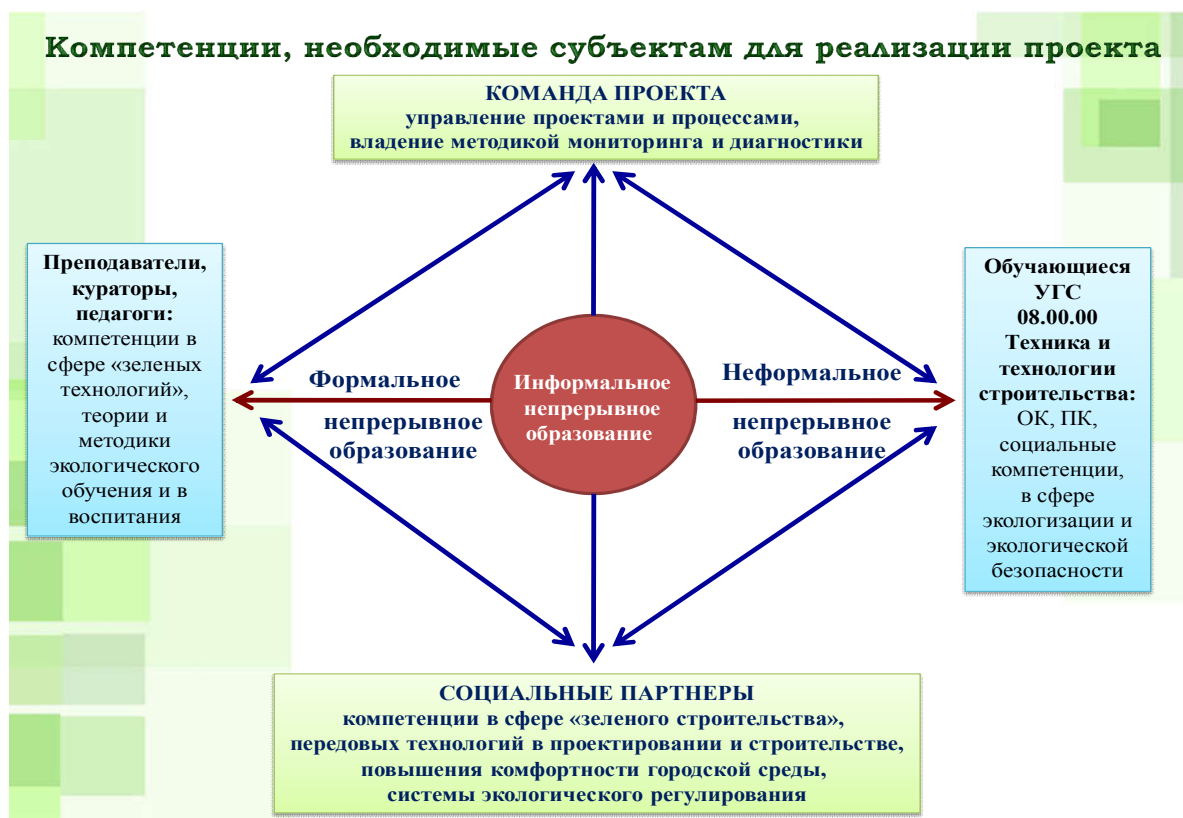 Компетенции, необходимые субъектам для реализации проекта
КОМАНДА ПРОЕКТА
управление проектами и процессами,
владение методикой мониторинга и диагностики
Преподаватели,
кураторы,
педагоги:
компетенции в
сфере «зеленых
технологий»,
теории и
методики
экологического
обучения и в
воспитания
Формальное
непрерывное
образование
Информальное
непрерывное
образование
Неформальное
непрерывное
образование
Обучающиеся
УГС
08.00.00
Техника и
технологии
строительства:
ОК, ПК,
социальные
компетенции,
в сфере
экологизации и
экологической
безопасности
СОЦИАЛЬНЫЕ ПАРТНЕРЫ
компетенции в сфере «зеленого строительства»,
передовых технологий в проектировании и строительстве,
повышения комфортности городской среды,
системы экологического регулирования